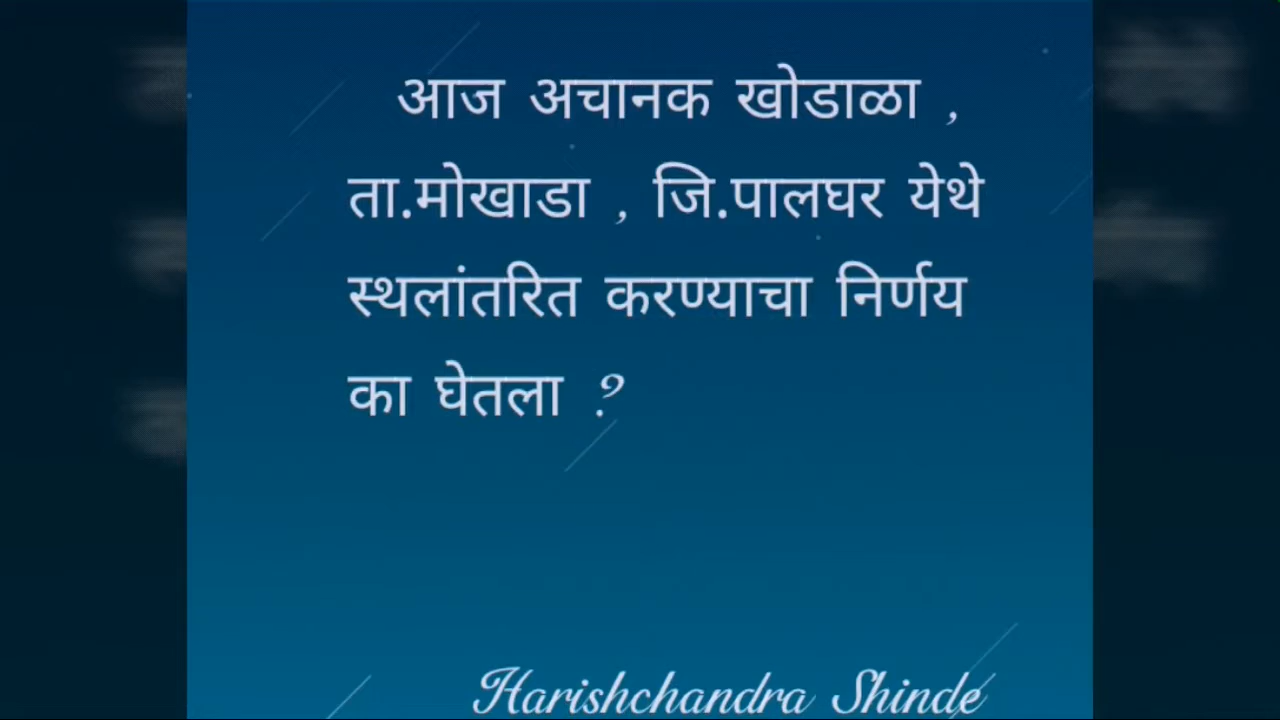 आज अचानक खोडाळा ,
ता.मोखाडा , जि.पालघर येथे
स्थलांतरित करण्याचा निर्णय
का घेतला ?
Harishchandra Shinde